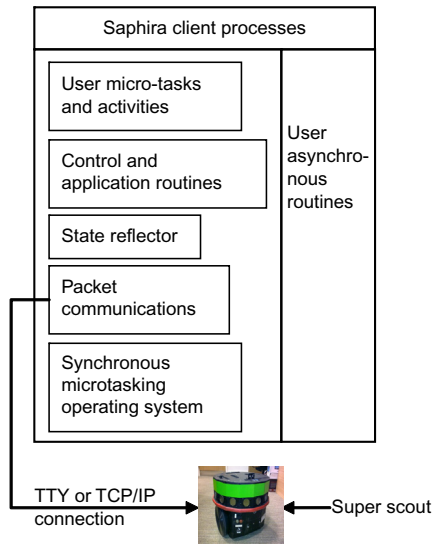 Saphira client processes
User micro-tasks
and activities
Control and
application routines
State reflector
Packet
communications
Synchronous
microtasking
operating system
User
asynchro-
nous
routines
TTY or TCP/IP
connection
Super scout